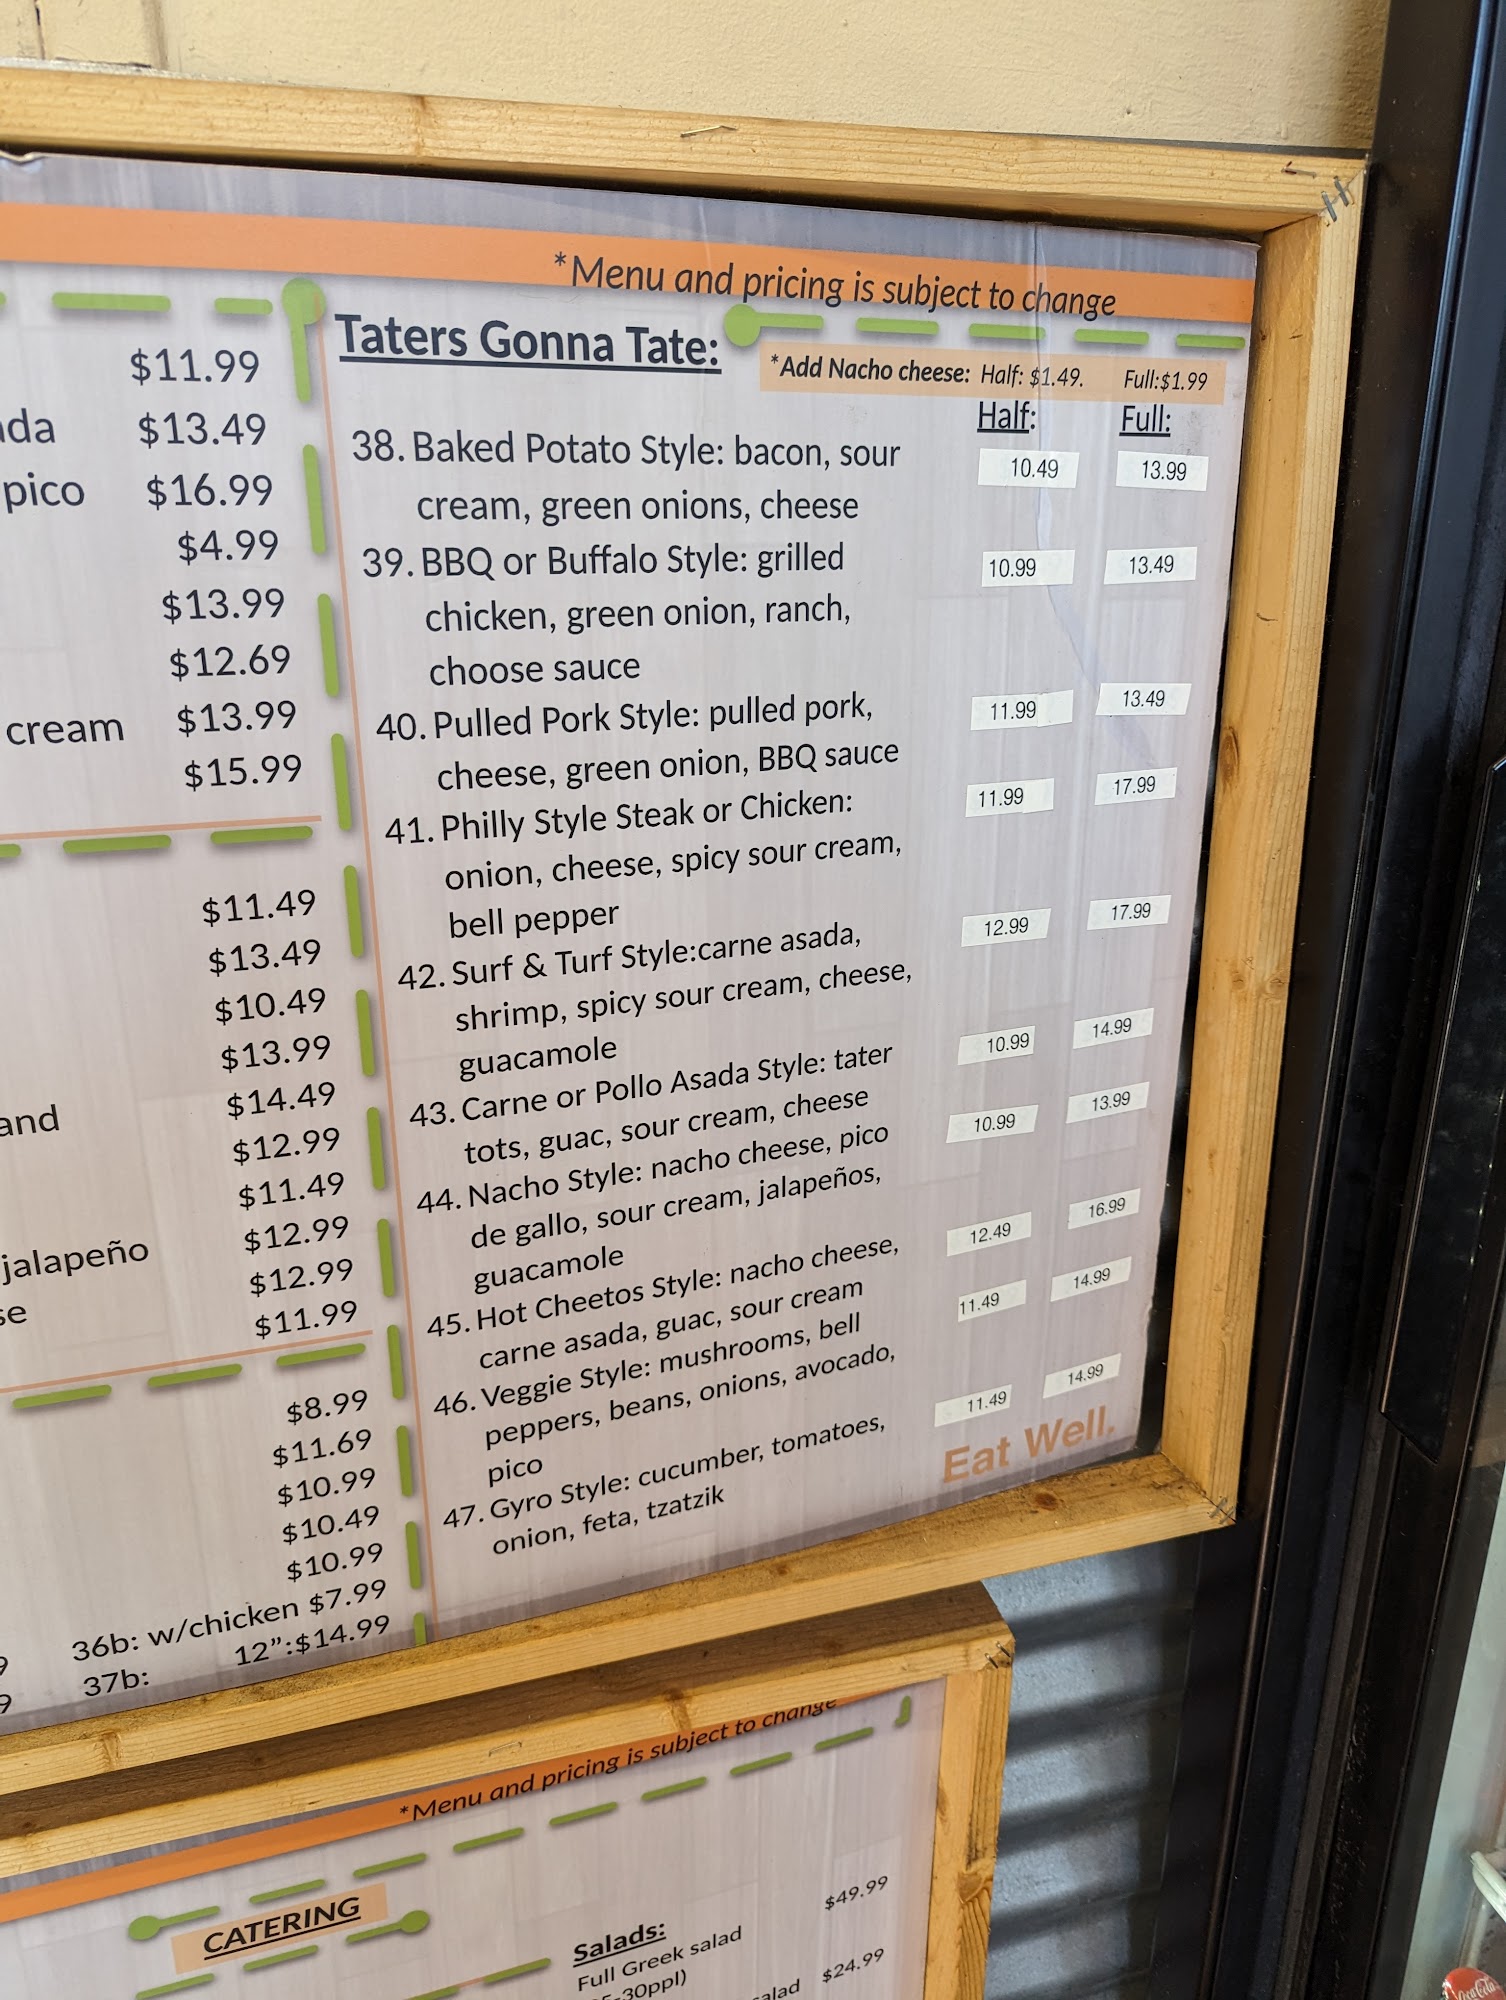 *Menu and pricing is subject to change
$11.99
ada $13.49
pico $16.99
$4.99
$13.99
$12.69
cream $13.99
$15.99
$11.49
$13.49
$10.49
$13.99
and $14.49
$12.99
$11.49
jalapeño $12.99
se $12.99
$11.99
$8.99
$11.69
$10.99
$10.49
$10.99
36b: w/chicken $7.99
37b: 12":$14.99
Taters Gonna Tate:
*Add Nacho cheese: Half: $1.49. Full:$1.99
Half: Full:
38. Baked Potato Style: bacon, sour 10.49 13.99
cream, green onions, cheese
39. BBQ or Buffalo Style: grilled 10.99 13.49
chicken, green onion, ranch,
choose sauce
40. Pulled Pork Style: pulled pork, 11.99 13.49
cheese, green onion, BBQ sauce
41. Philly Style Steak or Chicken: 11.99 17.99
onion, cheese, spicy sour cream,
bell pepper
42. Surf & Turf Style:carne asada, 12.99 17.99
shrimp, spicy sour cream, cheese,
guacamole
43. Carne or Pollo Asada Style: tater 10.99 14.99
tots, guac, sour cream, cheese
44. Nacho Style: nacho cheese, pico 10.99 13.99
de gallo, sour cream, jalapeños,
guacamole
45. Hot Cheetos Style: nacho cheese, 12.49 16.99
carne asada, guac, sour cream
46. Veggie Style: mushrooms, bell 11.49 14.99
peppers, beans, onions, avocado,
pico
47. Gyro Style: cucumber, tomatoes, 11.49 14.99
onion, feta, tzatzik
Eat Well.
*Menu and pricing is subject to change
CATERING
Salads: $49.99
Full Greek salad
-30ppl)
salad $24.99
Coca-Cola